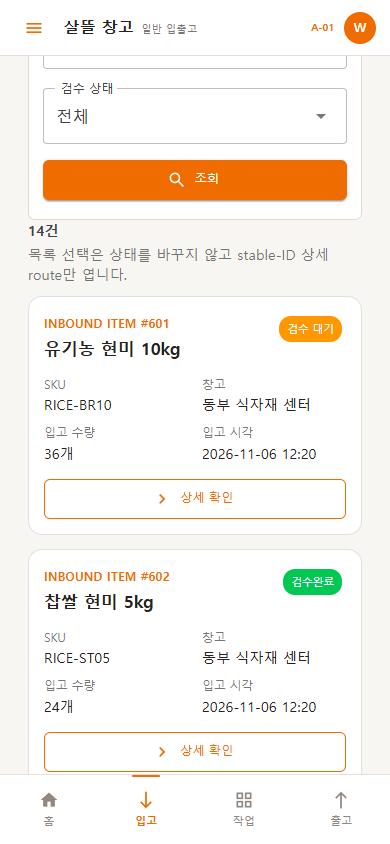 살뜰 창고 일반 입출고 A-01 W
검수 상태
전체
조회
14건
목록 선택은 상태를 바꾸지 않고 stable-ID 상세
route만 엽니다.
INBOUND ITEM #601
검수 대기
유기농 현미 10kg
SKU 창고
RICE-BR10 동부 식자재 센터
입고 수량 입고 시각
36개 2026-11-06 12:20
상세 확인
INBOUND ITEM #602
검수완료
찹쌀 현미 5kg
SKU 창고
RICE-ST05 동부 식자재 센터
입고 수량 입고 시각
24개 2026-11-06 12:20
상세 확인
홈 입고 작업 출고